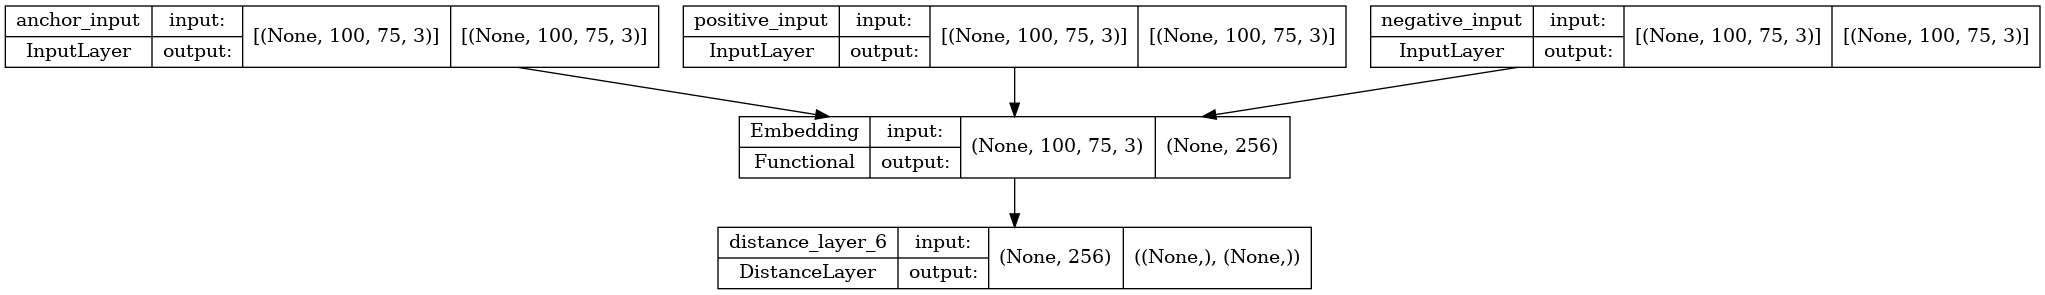 anchor_input input: [(None, 100, 75, 3)] [(None, 100, 75, 3)]
InputLayer output:
positive_input input: [(None, 100, 75, 3)] [(None, 100, 75, 3)]
InputLayer output:
negative_input input: [(None, 100, 75, 3)] [(None, 100, 75, 3)]
InputLayer output:
Embedding input: (None, 100, 75, 3) (None, 256)
Functional output:
distance_layer_6 input: (None, 256) ((None,), (None,))
DistanceLayer output: